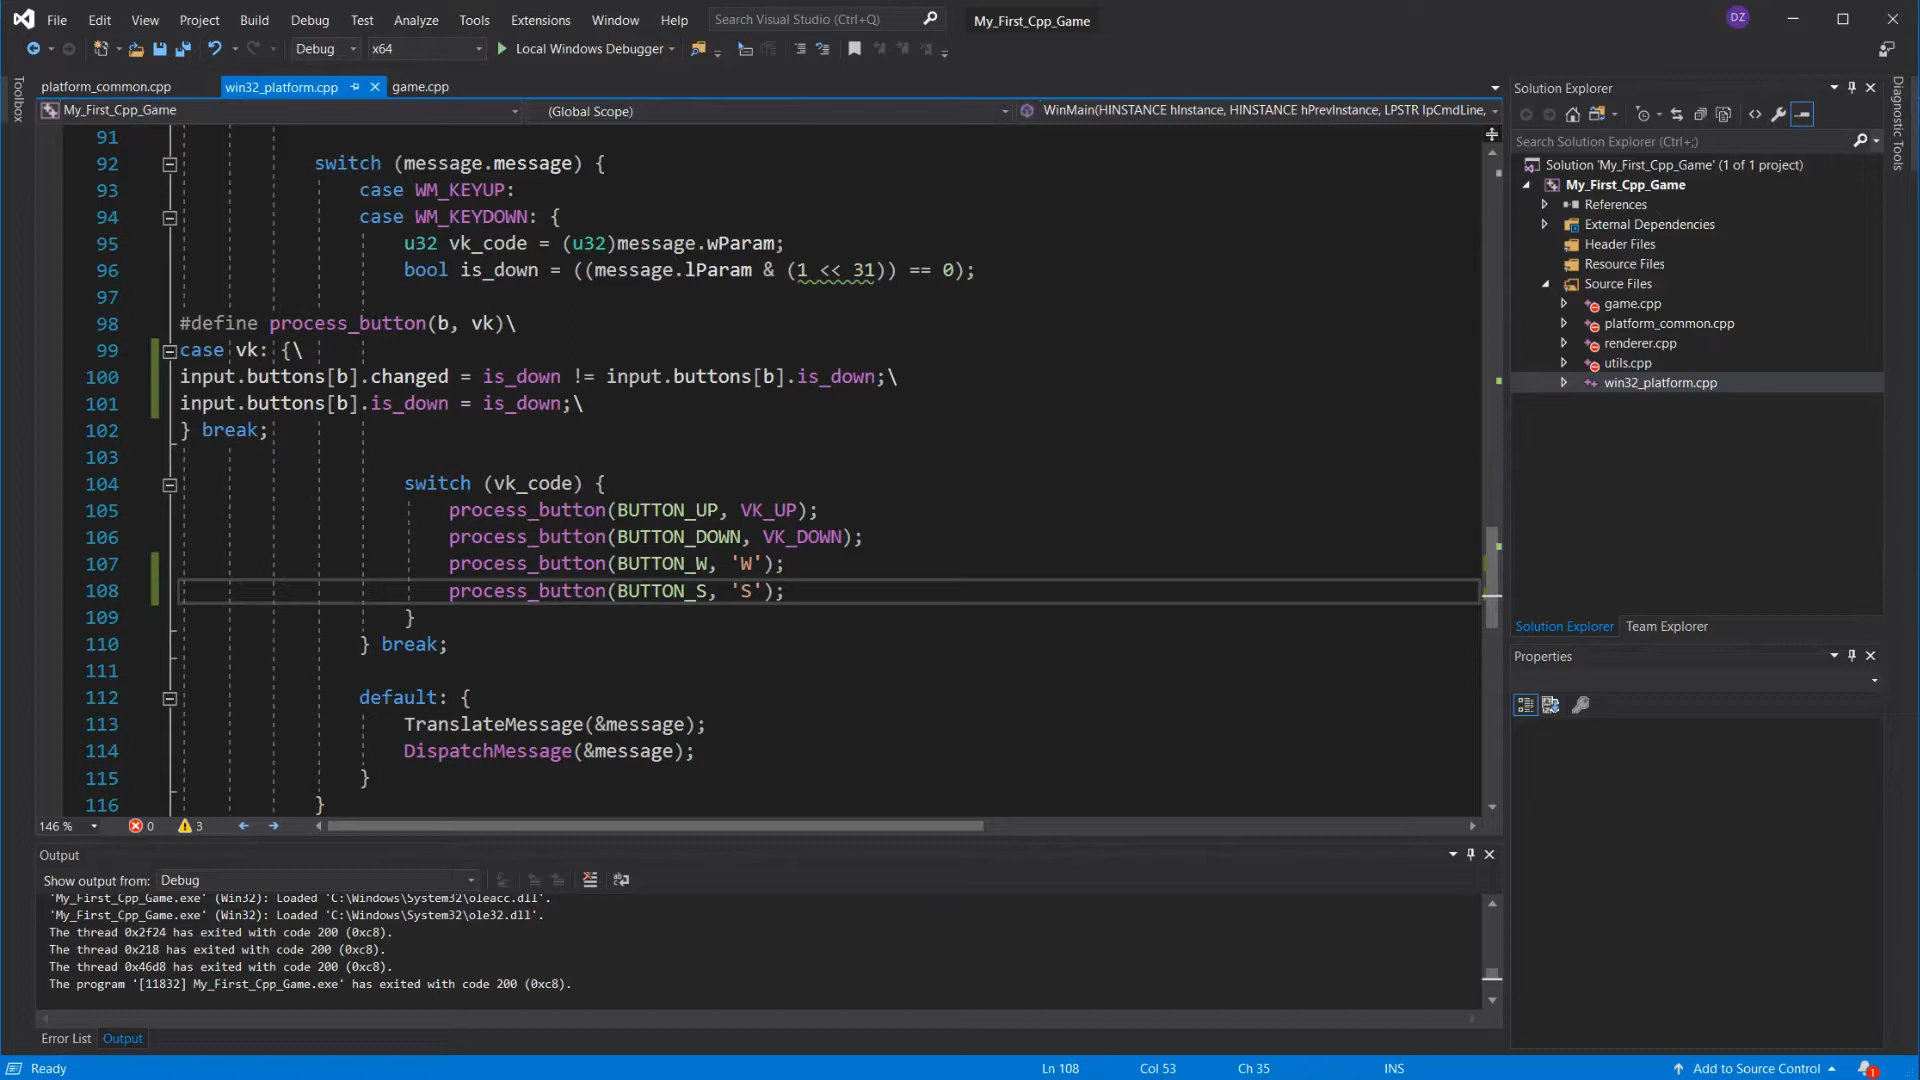 File Edit View Project Build Debug Test Analyze Tools Extensions Window Help Search Visual Studio (Ctrl+Q) My_First_Cpp_Game DZ
Debug x64 Local Windows Debugger
platform_common.cpp win32_platform.cpp game.cpp
My_First_Cpp_Game (Global Scope) WinMain(HINSTANCE hInstance, HINSTANCE hPrevInstance, LPSTR lpCmdLine,
Toolbox
91
92 switch (message.message) {
93 case WM_KEYUP:
94 case WM_KEYDOWN: {
95 u32 vk_code = (u32)message.wParam;
96 bool is_down = ((message.lParam & (1 << 31)) == 0);
97
98 #define process_button(b, vk)\
99 case vk: {\
100 input.buttons[b].changed = is_down != input.buttons[b].is_down;\
101 input.buttons[b].is_down = is_down;\
102 } break;
103
104 switch (vk_code) {
105 process_button(BUTTON_UP, VK_UP);
106 process_button(BUTTON_DOWN, VK_DOWN);
107 process_button(BUTTON_W, 'W');
108 process_button(BUTTON_S, 'S');
109 }
110 } break;
111
112 default: {
113 TranslateMessage(&message);
114 DispatchMessage(&message);
115 }
116 }
146 % 0 3
Output
Show output from: Debug
'My_First_Cpp_Game.exe' (Win32): Loaded 'C:\Windows\System32\oleacc.dll'.
'My_First_Cpp_Game.exe' (Win32): Loaded 'C:\Windows\System32\ole32.dll'.
The thread 0x2f24 has exited with code 200 (0xc8).
The thread 0x218 has exited with code 200 (0xc8).
The thread 0x46d8 has exited with code 200 (0xc8).
The program '[11832] My_First_Cpp_Game.exe' has exited with code 200 (0xc8).
Error List Output
Solution Explorer
Search Solution Explorer (Ctrl+;)
Solution 'My_First_Cpp_Game' (1 of 1 project)
My_First_Cpp_Game
References
External Dependencies
Header Files
Resource Files
Source Files
game.cpp
platform_common.cpp
renderer.cpp
utils.cpp
win32_platform.cpp
Solution Explorer Team Explorer
Properties
Diagnostic Tools
Ready Ln 108 Col 53 Ch 35 INS Add to Source Control 1